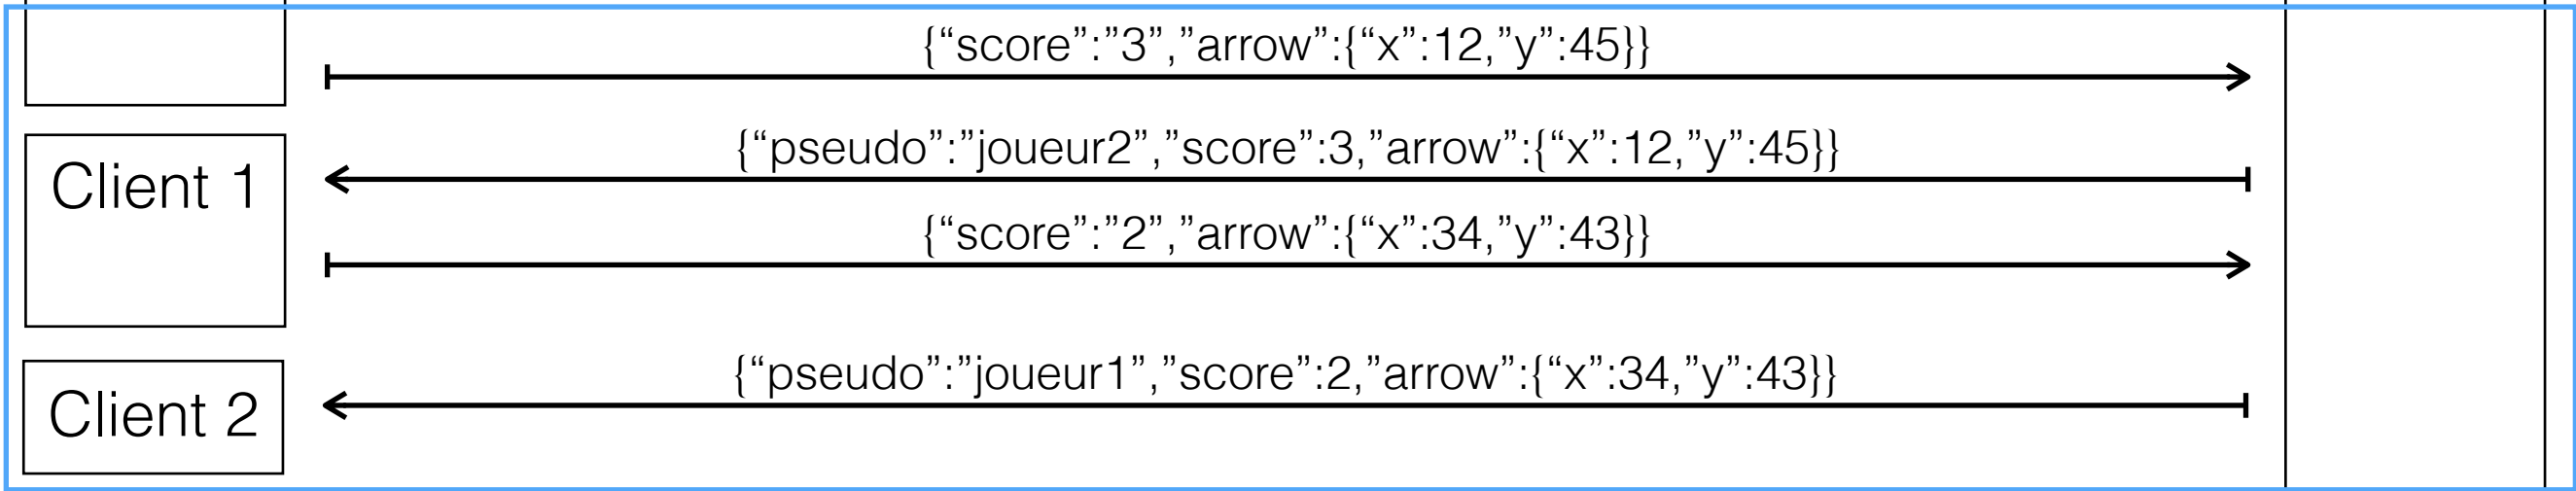 {“score”:”3”,”arrow”:{“x”:12,”y”:45}}
{“pseudo”:”joueur2”,”score”:3,”arrow”:{“x”:12,”y”:45}}
Client 1
{“score”:”2”,”arrow”:{“x”:34,”y”:43}}
{“pseudo”:”joueur1”,”score”:2,”arrow”:{“x”:34,”y”:43}}
Client 2